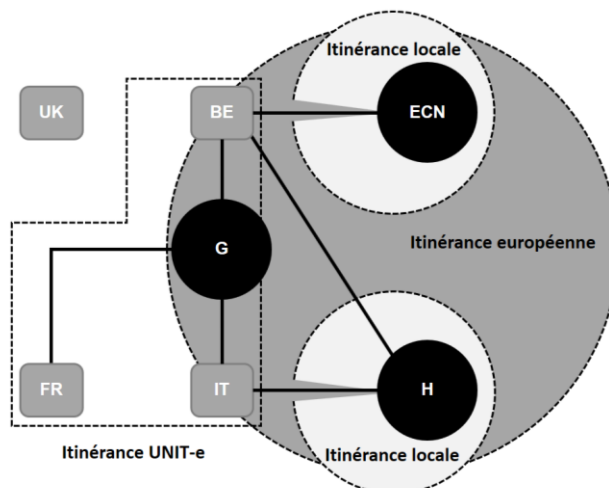 Itinérance locale
UK
BE
ECN
G
Itinérance européenne
FR
IT
H
Itinérance UNIT-e
Itinérance locale